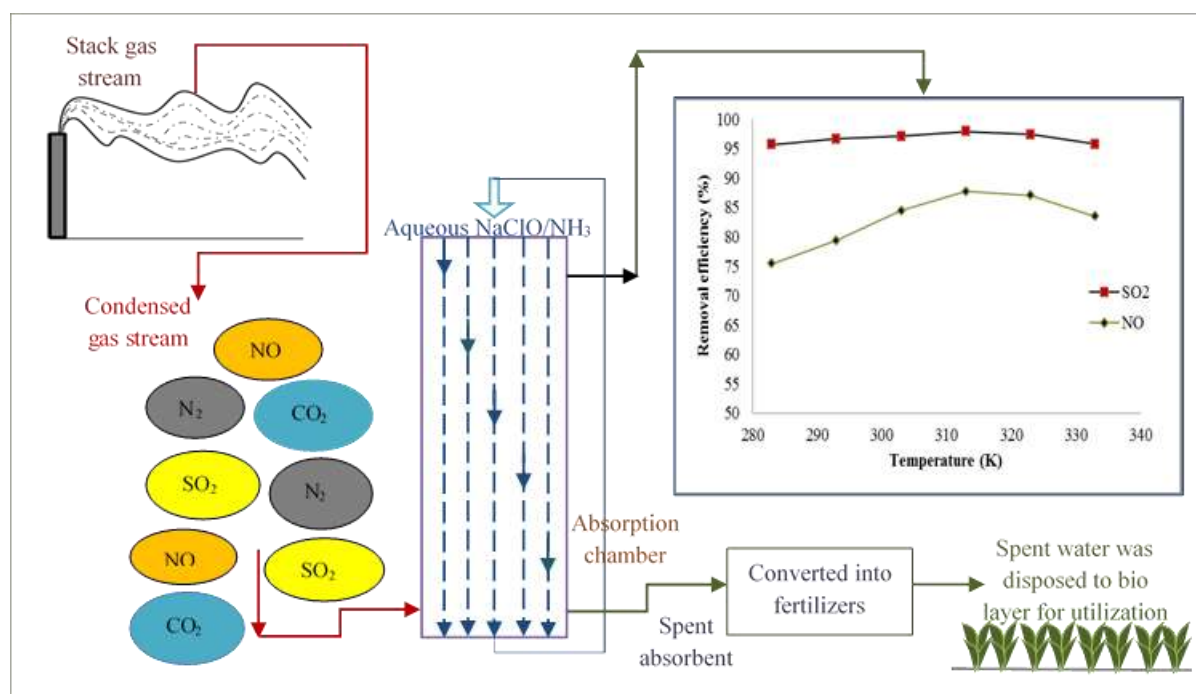 Stack gas
stream
Condensed
gas stream
NO
N₂
CO₂
SO₂
N₂
NO
SO₂
CO₂
Aqueous NaClO/NH₃
Absorption
chamber
Spent
absorbent
Converted into
fertilizers
Spent water was
disposed to bio
layer for utilization
Removal efficiency (%)
100
95
90
85
80
75
70
65
60
55
50
SO2
NO
280 290 300 310 320 330 340
Temperature (K)